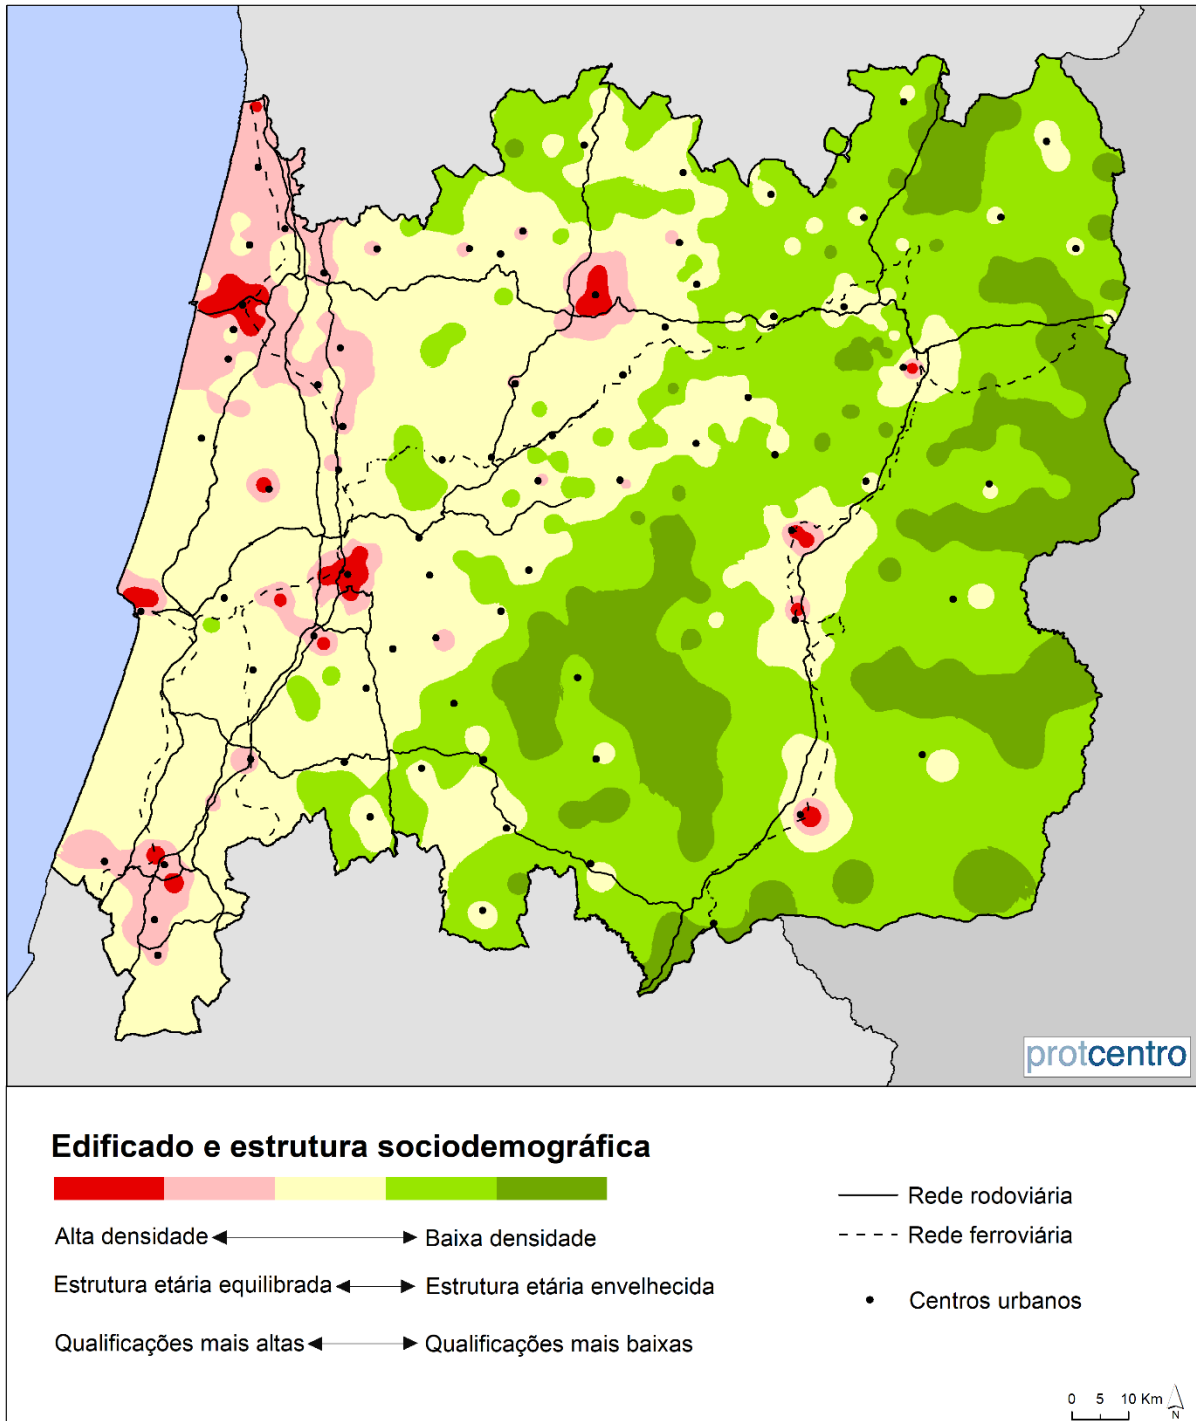 protcentro
Edificado e estrutura sociodemográfica
Alta densidade
Baixa densidade
Estrutura etária equilibrada
Estrutura etária envelhecida
Qualificações mais altas
Qualificações mais baixas
Rede rodoviária
Rede ferroviária
Centros urbanos
0 5 10 Km
N